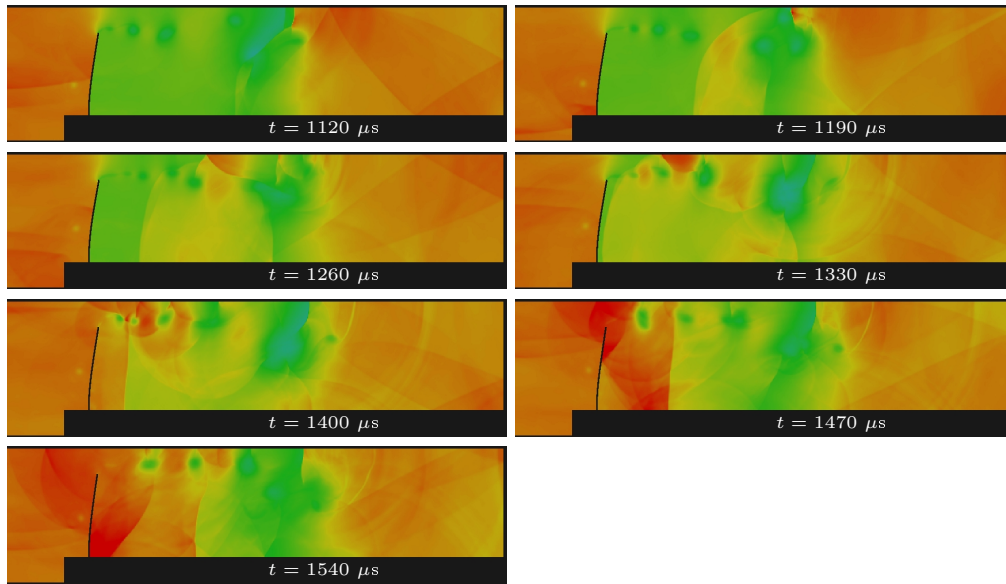 t = 1120 μs
t = 1190 μs
t = 1260 μs
t = 1330 μs
t = 1400 μs
t = 1470 μs
t = 1540 μs